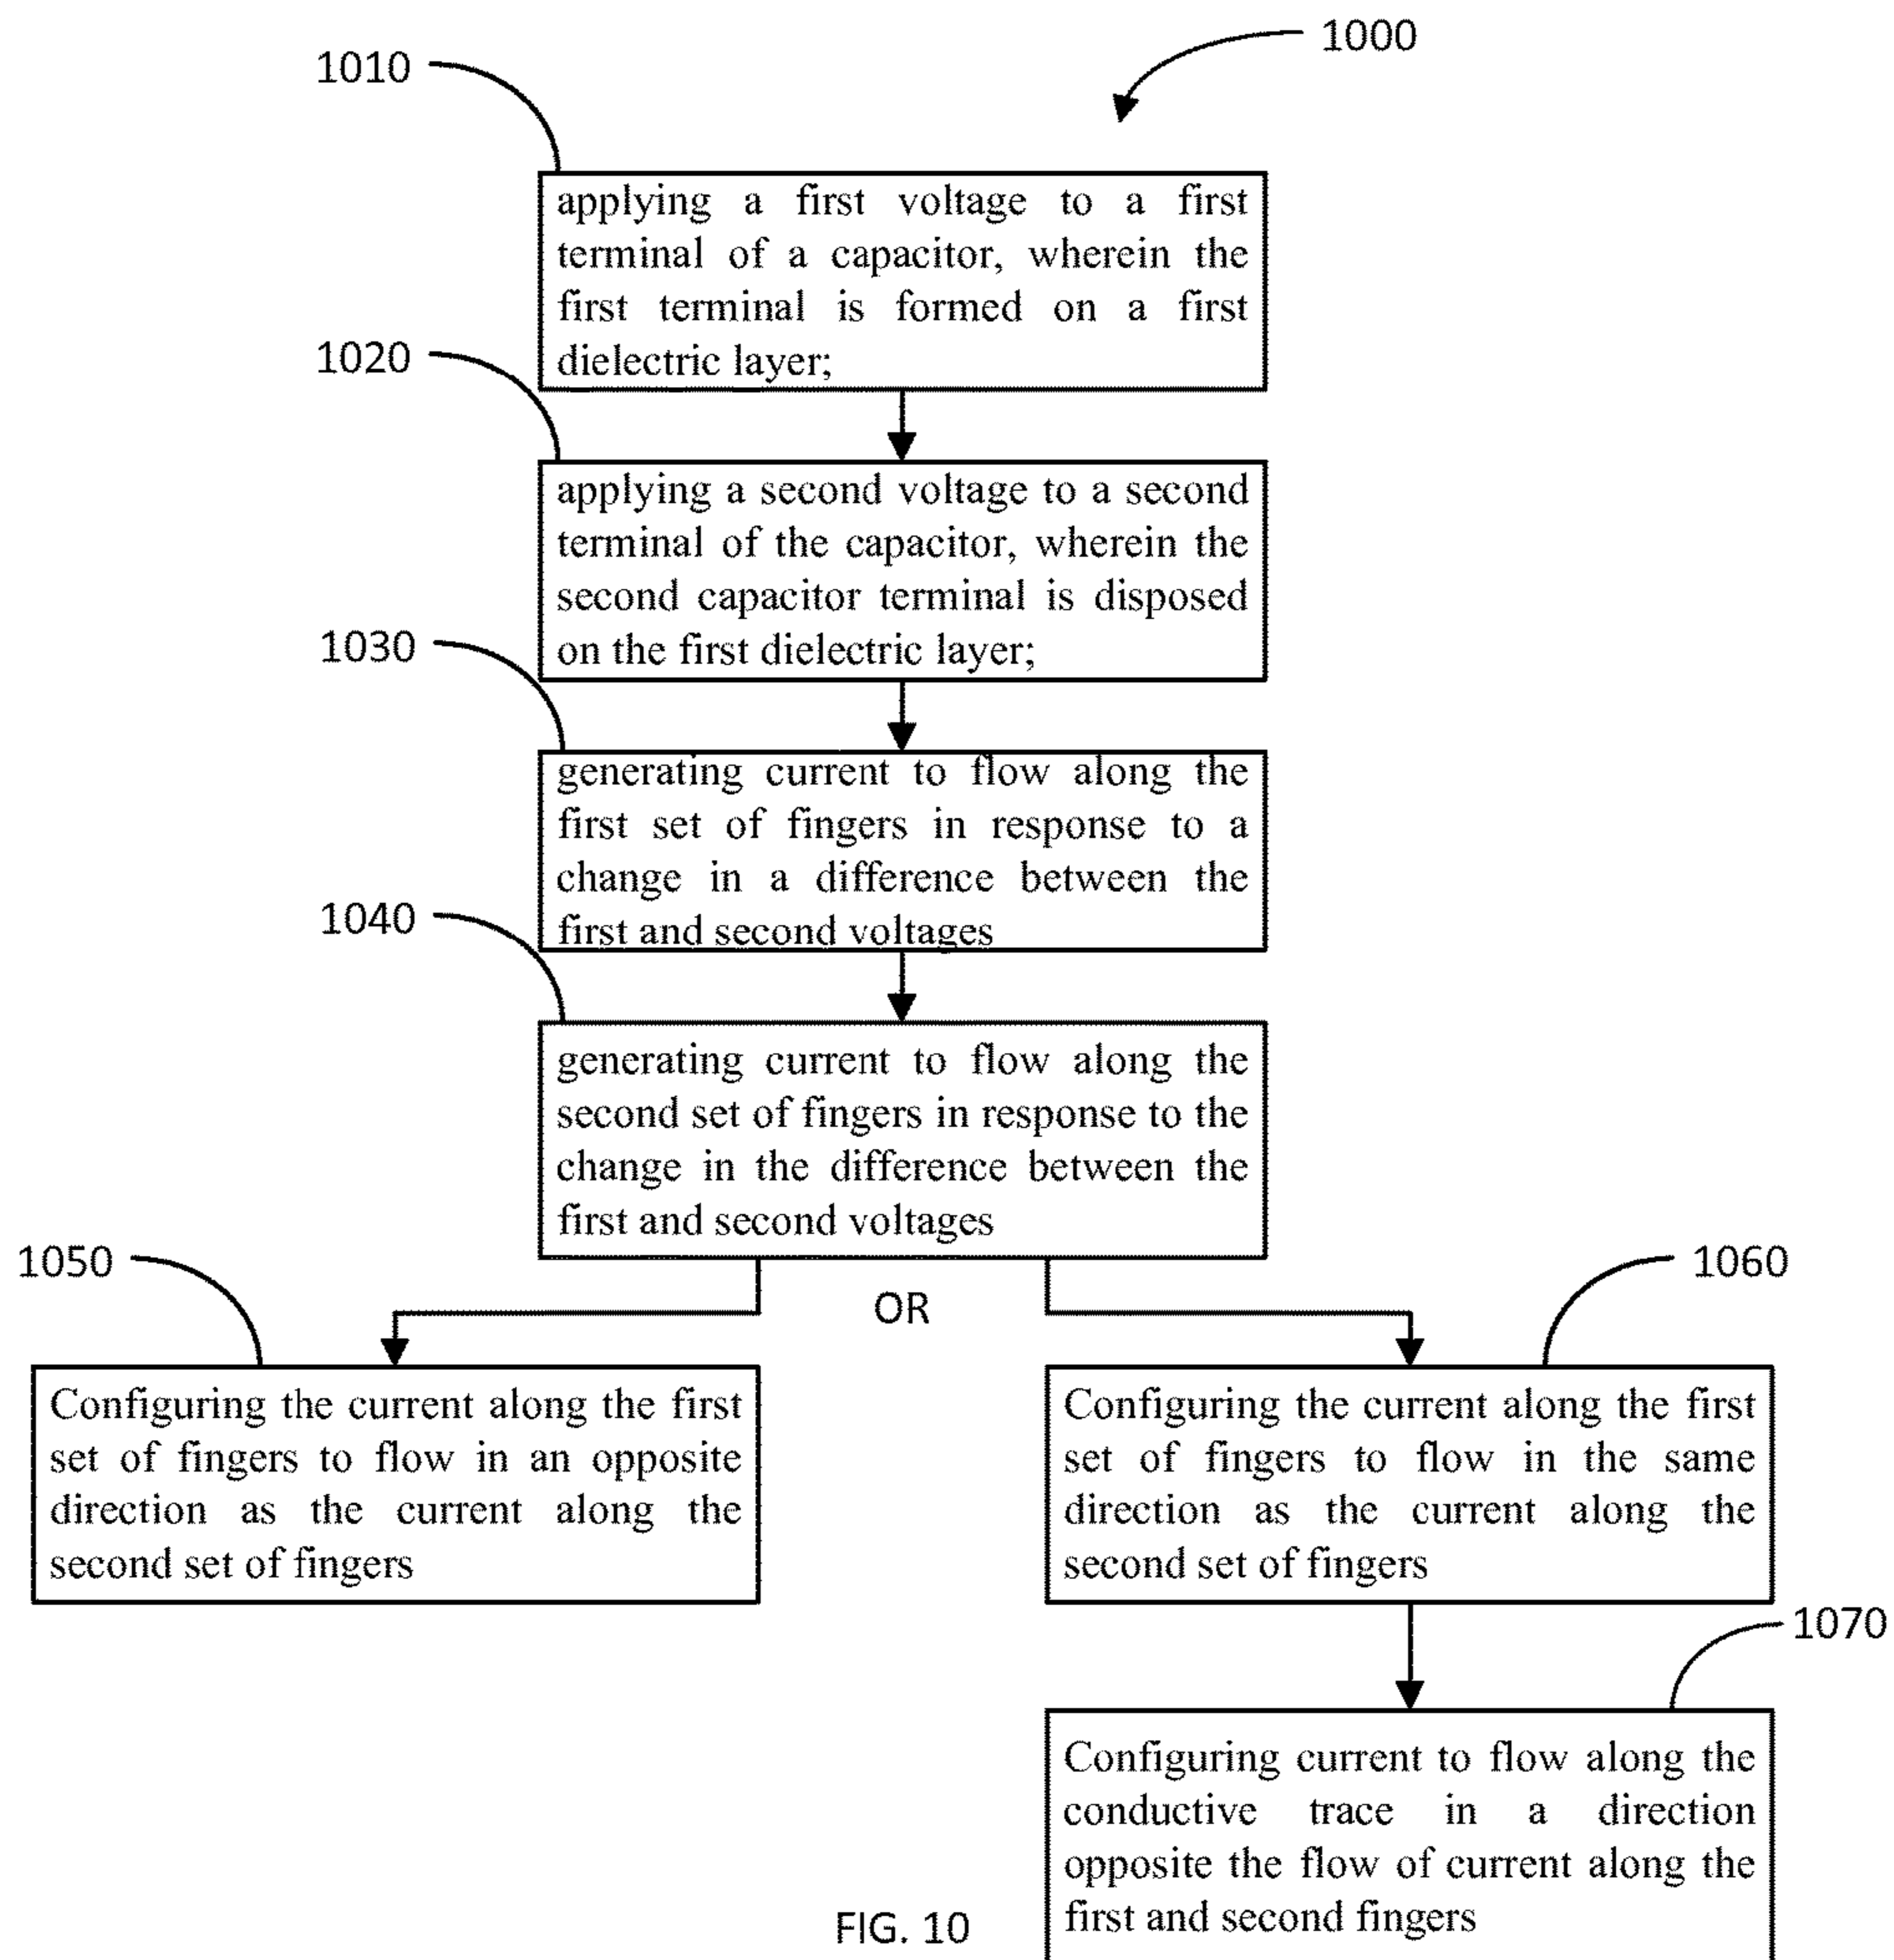 1000
1010
applying a first voltage to a first
terminal of a capacitor, wherein the
first terminal is formed on a first
dielectric layer;
1020
applying a second voltage to a second
terminal of the capacitor, wherein the
second capacitor terminal is disposed
on the first dielectric layer;
1030
generating current to flow along the
first set of fingers in response to a
change in a difference between the
first and second voltages
1040
generating current to flow along the
second set of fingers in response to the
change in the difference between the
first and second voltages
OR
1050
Configuring the current along the first
set of fingers to flow in an opposite
direction as the current along the
second set of fingers
1060
Configuring the current along the first
set of fingers to flow in the same
direction as the current along the
second set of fingers
1070
Configuring current to flow along the
conductive trace in a direction
opposite the flow of current along the
first and second fingers
FIG. 10